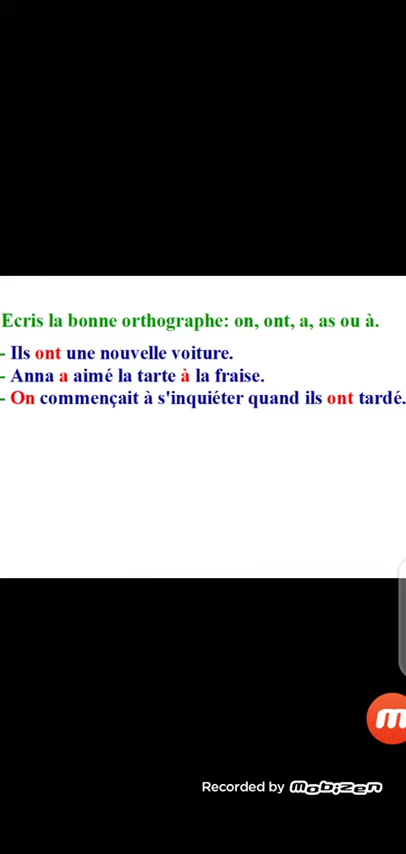 Ecris la bonne orthographe: on, ont, a, as ou à.
- Ils ont une nouvelle voiture.
- Anna a aimé la tarte à la fraise.
- On commençait à s'inquiéter quand ils ont tardé.
Recorded by mobizen